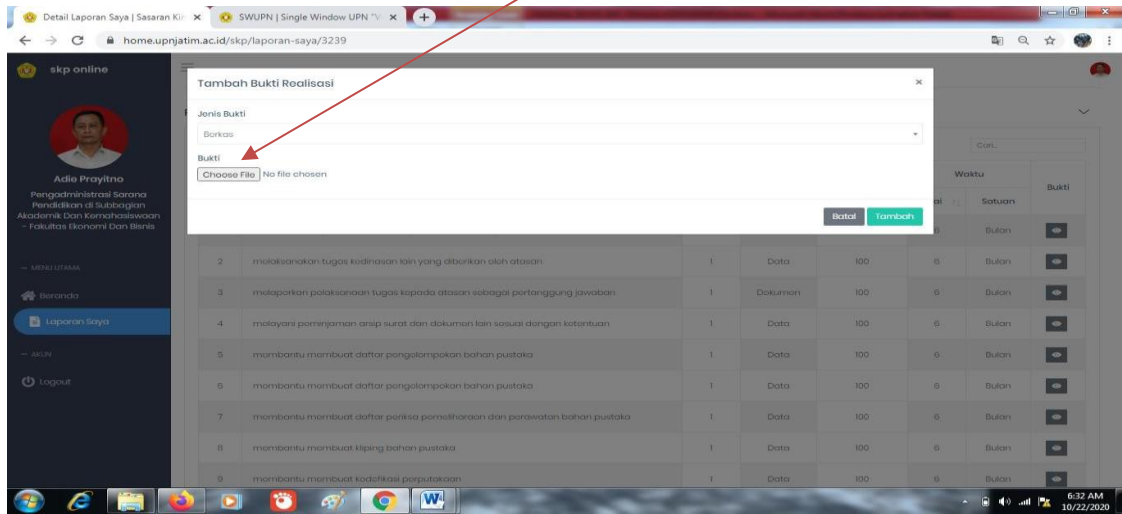 Detail Laporan Saya | Sasaran Kir
SWUPN | Single Window UPN "V
home.upnjatim.ac.id/skp/laporan-saya/3239
skp online
Tambah Bukti Realisasi
Jenis Bukti
Berkas
Bukti
Choose File No file chosen
Batal Tambah
Adie Prayitno
Pengadministrasi Sarana
Pendidikan di Subbagian
Akademik Dan Kemahasiswaan
- Fakultas Ekonomi Dan Bisnis
— MENU UTAMA
Beranda
Laporan Saya
— AKUN
Logout
Cari..
Waktu
Bukti
ai Satuan
6 Bulan
2 melaksanakan tugas kedinasan lain yang diberikan oleh atasan 1 Data 100 6 Bulan
3 melaporkan pelaksanaan tugas kepada atasan sebagai pertanggung jawaban 1 Dokumen 100 6 Bulan
4 melayani peminjaman arsip surat dan dokumen lain sesuai dengan ketentuan 1 Data 100 6 Bulan
5 membantu membuat daftar pengelompokan bahan pustaka 1 Data 100 6 Bulan
6 membantu membuat daftar pengelompokan bahan pustaka 1 Data 100 6 Bulan
7 membantu membuat daftar periksa pemeliharaan dan perawatan bahan pustaka 1 Data 100 6 Bulan
8 membantu membuat kliping bahan pustaka 1 Data 100 6 Bulan
9 membantu membuat kodefikasi perpustakaan 1 Data 100 6 Bulan
6:32 AM
10/22/2020